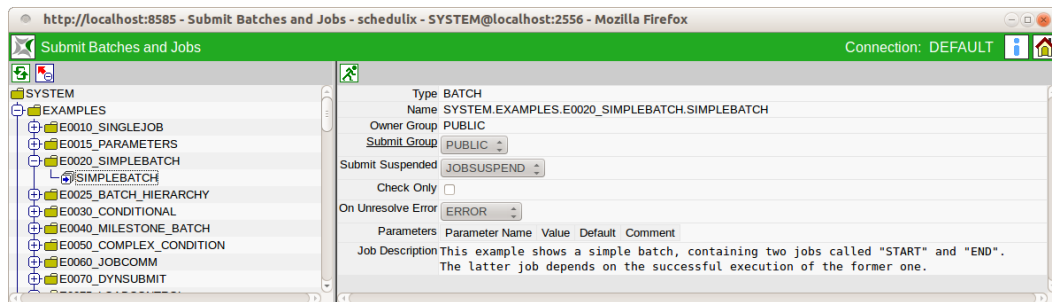 http://localhost:8585 - Submit Batches and Jobs - schedulix - SYSTEM@localhost:2556 - Mozilla Firefox
Submit Batches and Jobs
Connection: DEFAULT
SYSTEM
EXAMPLES
E0010_SINGLEJOB
E0015_PARAMETERS
E0020_SIMPLEBATCH
SIMPLEBATCH
E0025_BATCH_HIERARCHY
E0030_CONDITIONAL
E0040_MILESTONE_BATCH
E0050_COMPLEX_CONDITION
E0060_JOBCOMM
E0070_DYNSUBMIT
Type BATCH
Name SYSTEM.EXAMPLES.E0020_SIMPLEBATCH.SIMPLEBATCH
Owner Group PUBLIC
Submit Group PUBLIC
Submit Suspended JOBSUSPEND
Check Only
On Unresolve Error ERROR
Parameters Parameter Name Value Default Comment
Job Description This example shows a simple batch, containing two jobs called "START" and "END".
The latter job depends on the successful execution of the former one.